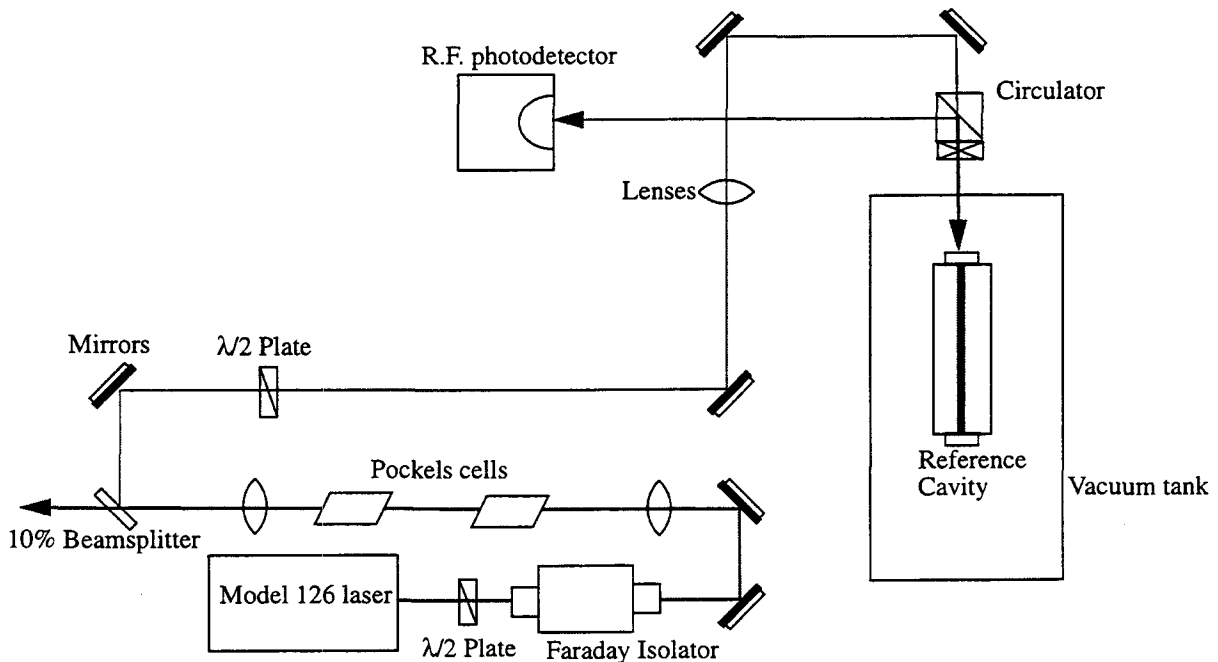 R.F. photodetector
Circulator
Lenses
Mirrors
λ/2 Plate
Pockels cells
Reference
Cavity
Vacuum tank
10% Beamsplitter
Model 126 laser
λ/2 Plate
Faraday Isolator